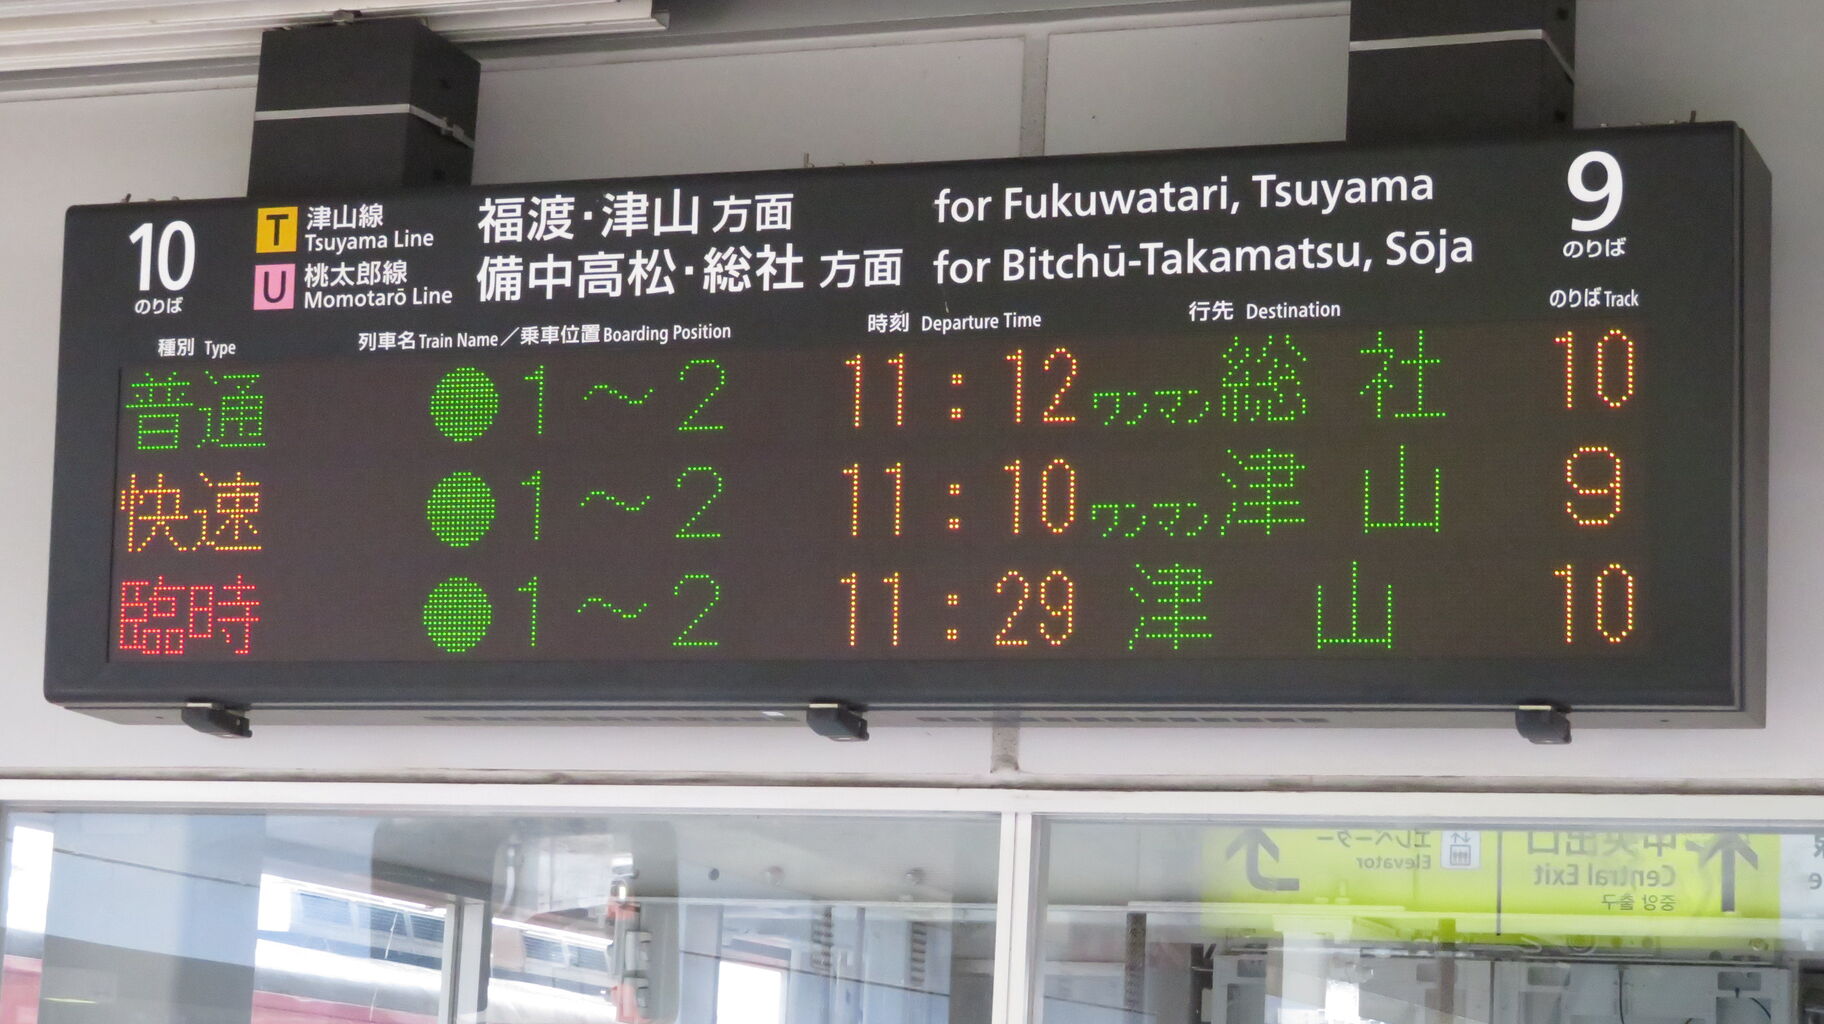 10 のりば
T 津山線 Tsuyama Line
U 桃太郎線 Momotarō Line
福渡・津山 方面 for Fukuwatari, Tsuyama
備中高松・総社 方面 for Bitchū-Takamatsu, Sōja
9 のりば
種別 Type 列車名 Train Name／乗車位置 Boarding Position 時刻 Departure Time 行先 Destination のりば Track
普通 ●1～2 11:12 ワンマン 総社 10
快速 ●1～2 11:10 ワンマン 津山 9
臨時 ●1～2 11:29 津山 10
エレベーター
Elevator
中央出口
Central Exit
중앙 출구